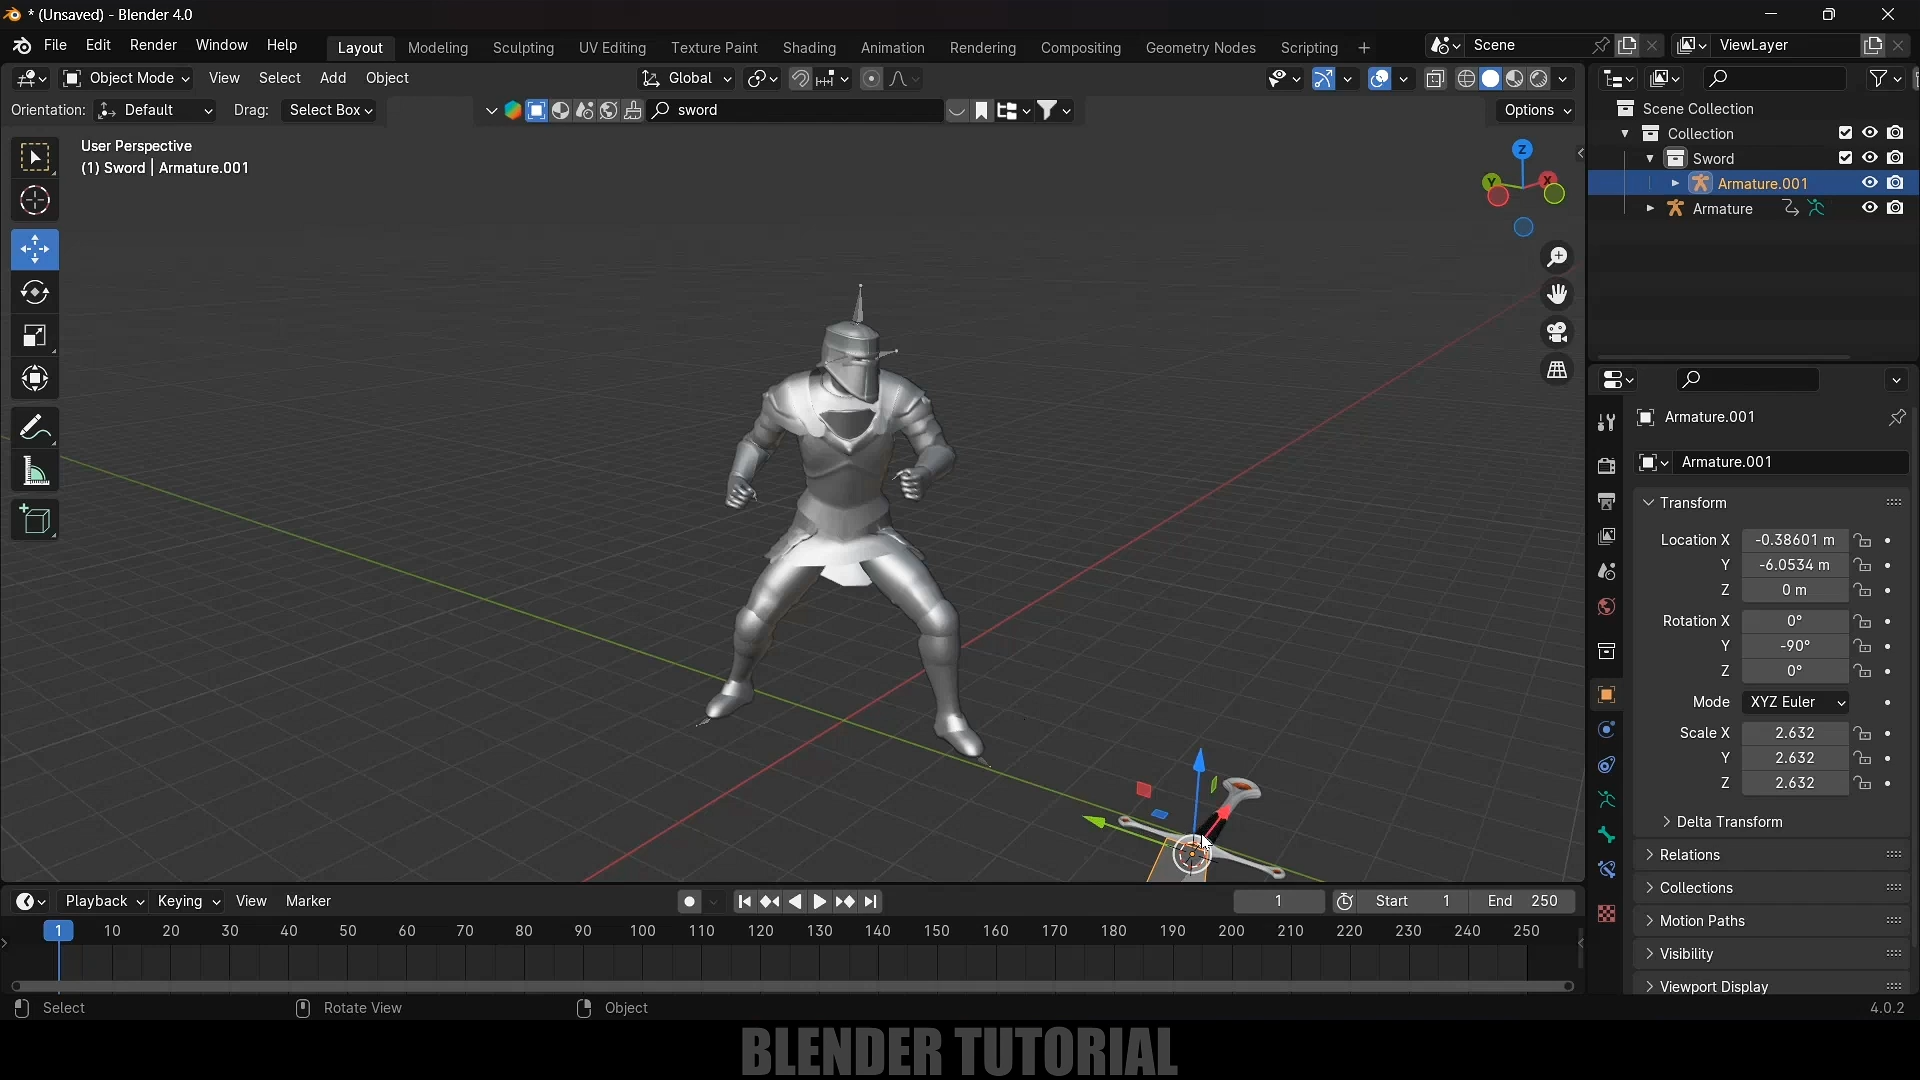 * (Unsaved) - Blender 4.0
File Edit Render Window Help Layout Modeling Sculpting UV Editing Texture Paint Shading Animation Rendering Compositing Geometry Nodes Scripting + Scene ViewLayer
Object Mode View Select Add Object Global
Orientation: Default Drag: Select Box sword Options
User Perspective
(1) Sword | Armature.001
Z
Y
X
Scene Collection
Collection
Sword
Armature.001
Armature
Armature.001
Armature.001
Transform
Location X -0.38601 m
Y -6.0534 m
Z 0 m
Rotation X 0°
Y -90°
Z 0°
Mode XYZ Euler
Scale X 2.632
Y 2.632
Z 2.632
Delta Transform
Relations
Collections
Motion Paths
Visibility
Viewport Display
Playback Keying View Marker 1 Start 1 End 250
1 10 20 30 40 50 60 70 80 90 100 110 120 130 140 150 160 170 180 190 200 210 220 230 240 250
Select Rotate View Object 4.0.2
BLENDER TUTORIAL